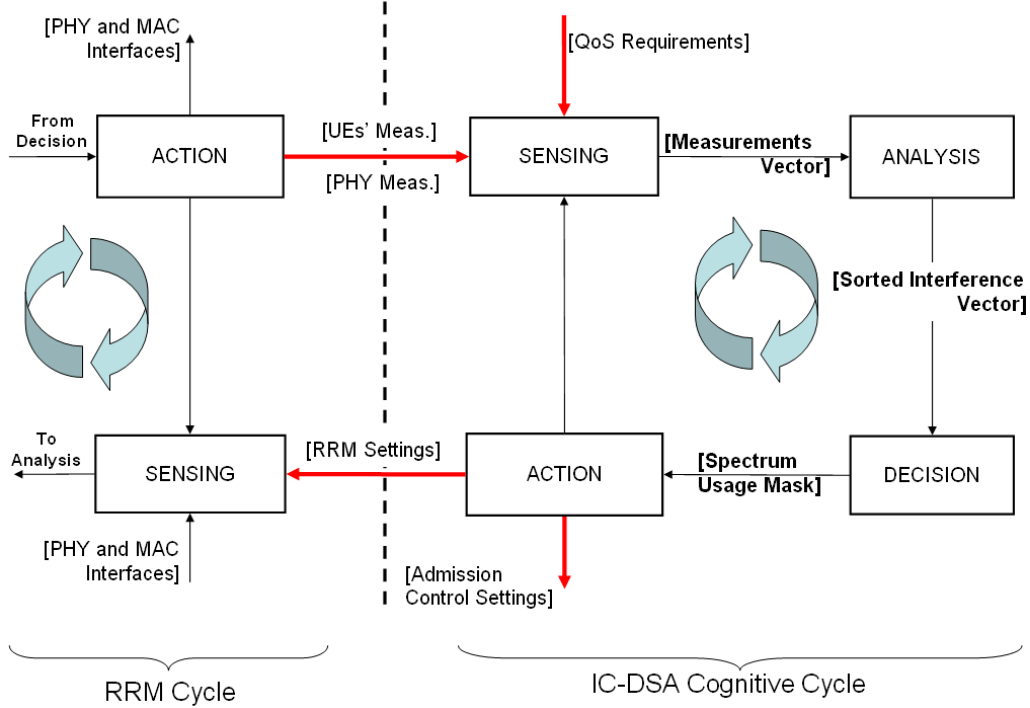 [PHY and MAC
Interfaces]
[QoS Requirements]
From
Decision
ACTION
[UEs' Meas.]
[PHY Meas.]
SENSING
[Measurements
Vector]
ANALYSIS
[Sorted Interference
Vector]
To
Analysis
SENSING
[RRM Settings]
ACTION
[Spectrum
Usage Mask]
DECISION
[PHY and MAC
Interfaces]
[Admission
Control Settings]
RRM Cycle
IC-DSA Cognitive Cycle